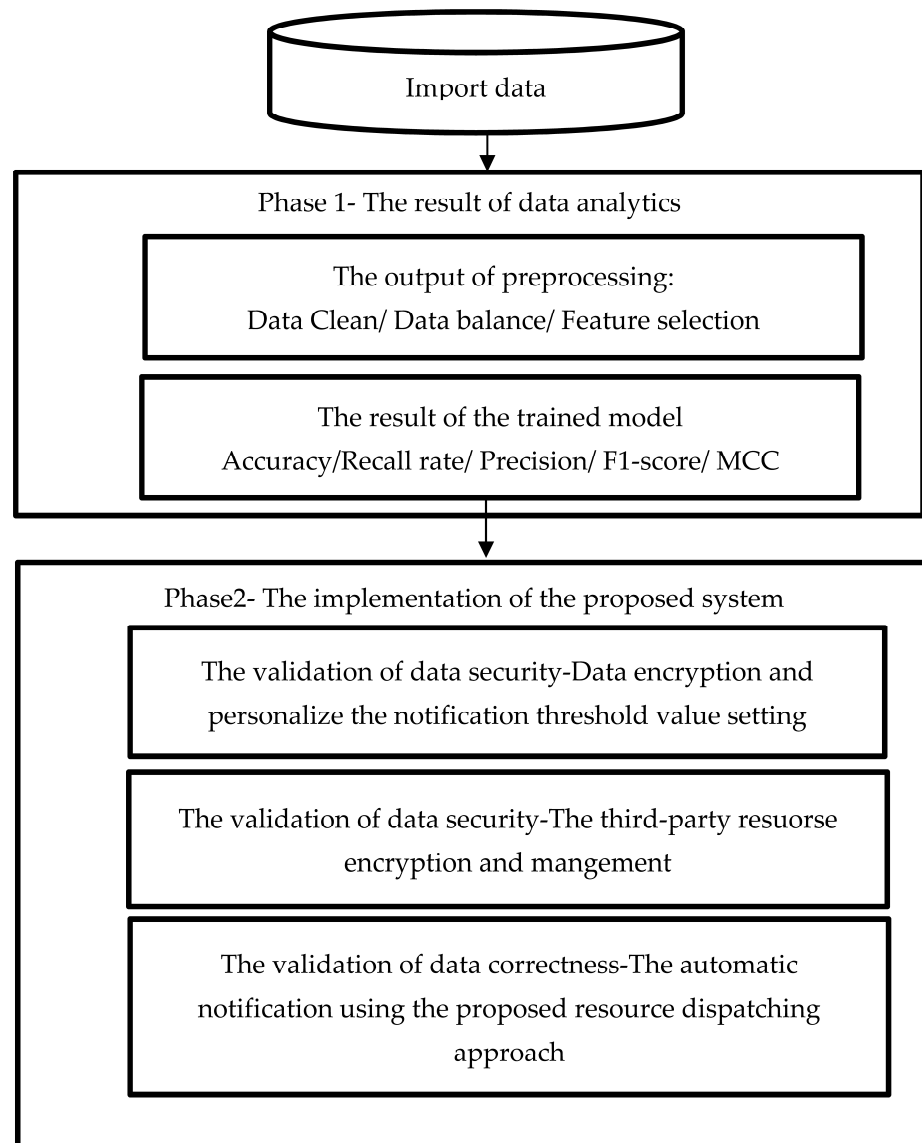 Import data
Phase 1- The result of data analytics
The output of preprocessing:
Data Clean/ Data balance/ Feature selection
The result of the trained model
Accuracy/Recall rate/ Precision/ F1-score/ MCC
Phase2- The implementation of the proposed system
The validation of data security-Data encryption and
personalize the notification threshold value setting
The validation of data security-The third-party resuorse
encryption and mangement
The validation of data correctness-The automatic
notification using the proposed resource dispatching
approach